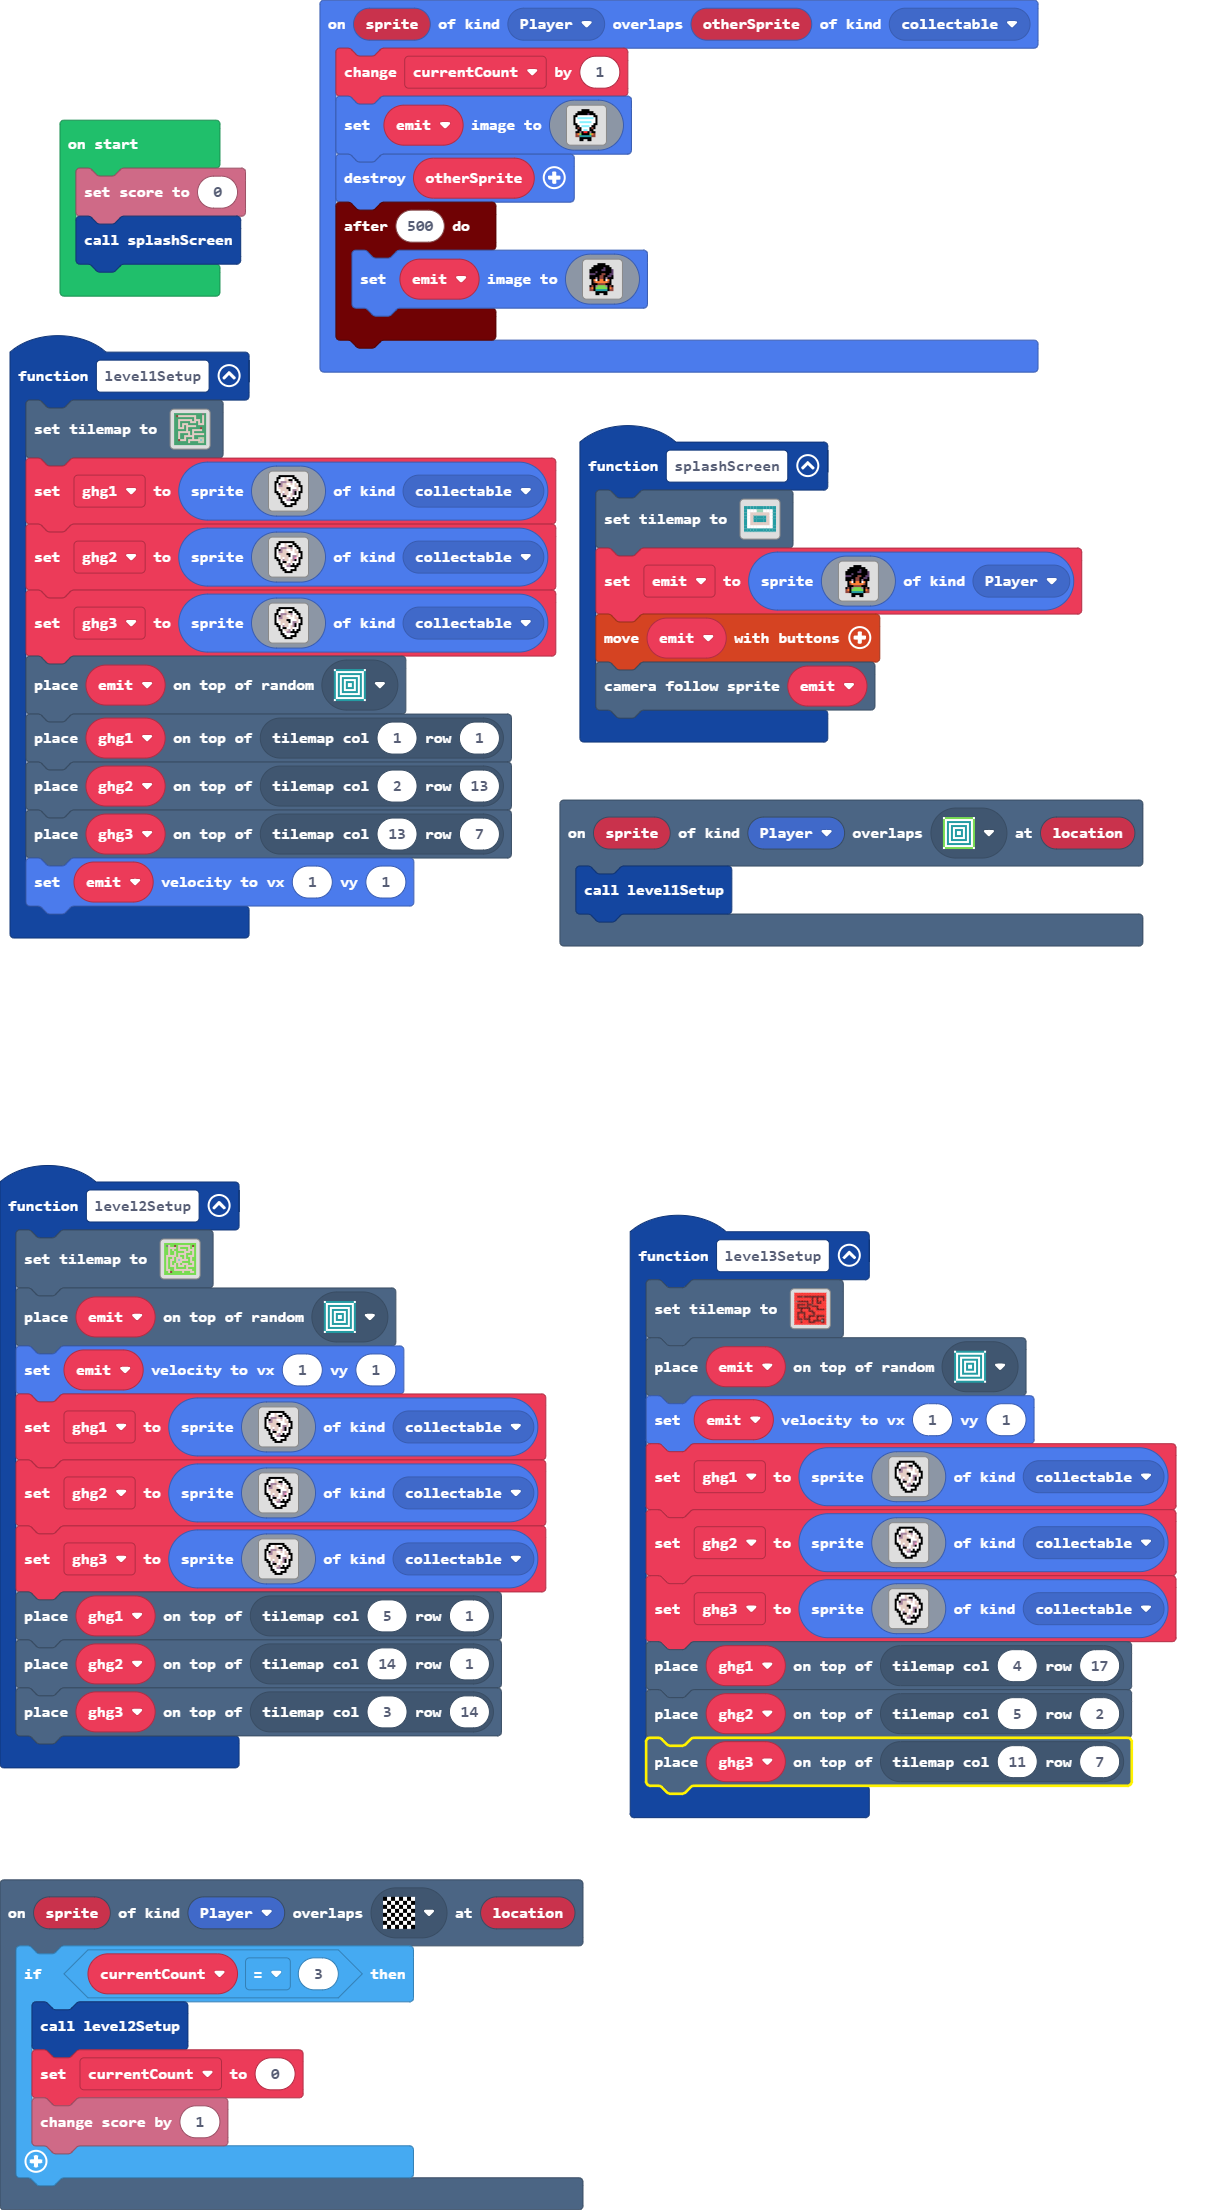 on sprite of kind Player overlaps otherSprite of kind collectable
change currentCount by 1
set emit image to
destroy otherSprite
after 500 do
set emit image to
on start
set score to 0
call splashScreen
function level1Setup
set tilemap to
set ghg1 to sprite of kind collectable
set ghg2 to sprite of kind collectable
set ghg3 to sprite of kind collectable
place emit on top of random
place ghg1 on top of tilemap col 1 row 1
place ghg2 on top of tilemap col 2 row 13
place ghg3 on top of tilemap col 13 row 7
set emit velocity to vx 1 vy 1
function splashScreen
set tilemap to
set emit to sprite of kind Player
move emit with buttons
camera follow sprite emit
on sprite of kind Player overlaps at location
call level1Setup
function level2Setup
set tilemap to
place emit on top of random
set emit velocity to vx 1 vy 1
set ghg1 to sprite of kind collectable
set ghg2 to sprite of kind collectable
set ghg3 to sprite of kind collectable
place ghg1 on top of tilemap col 5 row 1
place ghg2 on top of tilemap col 14 row 1
place ghg3 on top of tilemap col 3 row 14
function level3Setup
set tilemap to
place emit on top of random
set emit velocity to vx 1 vy 1
set ghg1 to sprite of kind collectable
set ghg2 to sprite of kind collectable
set ghg3 to sprite of kind collectable
place ghg1 on top of tilemap col 4 row 17
place ghg2 on top of tilemap col 5 row 2
place ghg3 on top of tilemap col 11 row 7
on sprite of kind Player overlaps at location
if currentCount = 3 then
call level2Setup
set currentCount to 0
change score by 1